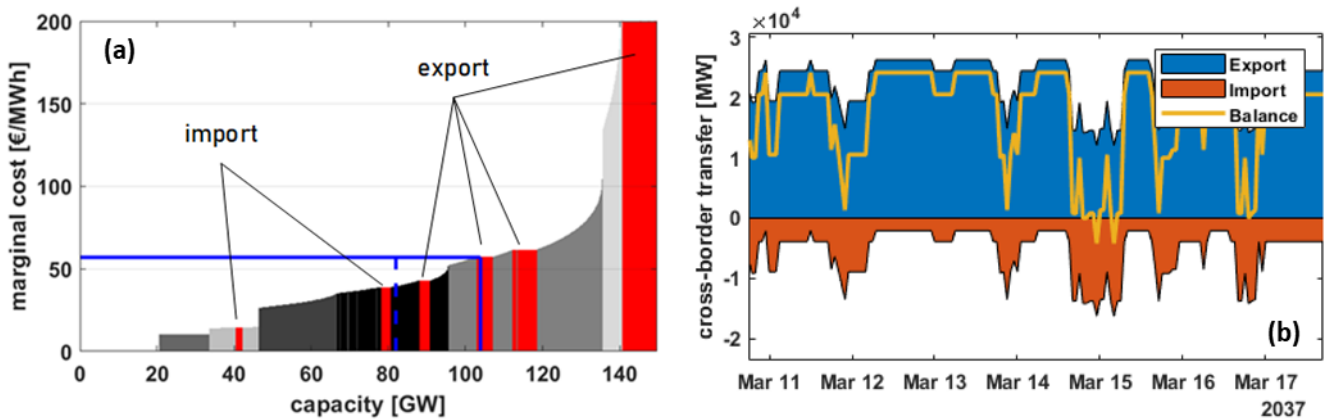 (a)
marginal cost [€/MWh]
200
150
100
50
0
import
export
0 20 40 60 80 100 120 140
capacity [GW]
×10⁴
cross-border transfer [MW]
3
2
1
0
-1
-2
Export
Import
Balance
(b)
Mar 11 Mar 12 Mar 13 Mar 14 Mar 15 Mar 16 Mar 17
2037